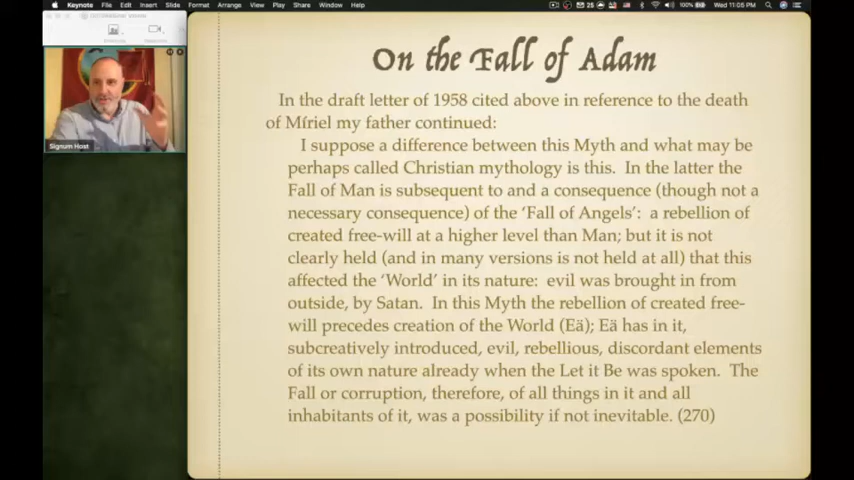 Keynote File Edit Insert Slide Format Arrange View Play Share Window Help
25
100%
Wed 11:05 PM
Signum Host
On the Fall of Adam
In the draft letter of 1958 cited above in reference to the death
of Míriel my father continued:
I suppose a difference between this Myth and what may be
perhaps called Christian mythology is this. In the latter the
Fall of Man is subsequent to and a consequence (though not a
necessary consequence) of the ‘Fall of Angels’: a rebellion of
created free-will at a higher level than Man; but it is not
clearly held (and in many versions is not held at all) that this
affected the ‘World’ in its nature: evil was brought in from
outside, by Satan. In this Myth the rebellion of created free-
will precedes creation of the World (Eä); Eä has in it,
subcreatively introduced, evil, rebellious, discordant elements
of its own nature already when the Let it Be was spoken. The
Fall or corruption, therefore, of all things in it and all
inhabitants of it, was a possibility if not inevitable. (270)